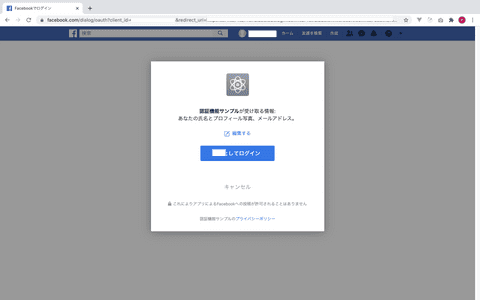 Facebookでログイン
facebook.com/dialog/oauth?client_id=
&redirect_uri=
検索
ホーム
友達を検索
作成
認証機能サンプルが受け取る情報:
あなたの氏名とプロフィール写真、メールアドレス。
編集する
としてログイン
キャンセル
これによりアプリによるFacebookへの投稿が許可されることはありません
認証機能サンプルのプライバシーポリシー